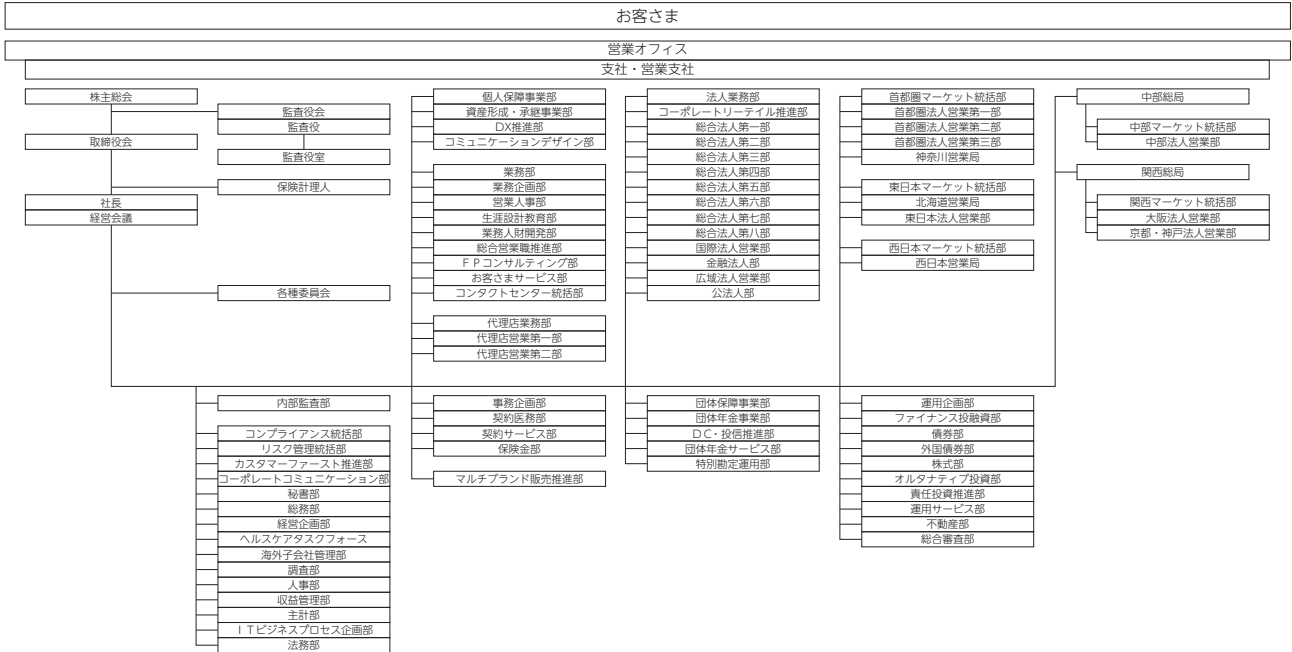 お客さま
営業オフィス
支社・営業支社
株主総会
監査役会
監査役
取締役会
監査役室
保険計理人
社長
経営会議
各種委員会
個人保障事業部
資産形成・承継事業部
DX推進部
コミュニケーションデザイン部
業務部
業務企画部
営業人事部
生涯設計教育部
業務人財開発部
総合営業職推進部
FPコンサルティング部
お客さまサービス部
コンタクトセンター統括部
代理店業務部
代理店営業第一部
代理店営業第二部
法人業務部
コーポレートリーテイル推進部
総合法人第一部
総合法人第二部
総合法人第三部
総合法人第四部
総合法人第五部
総合法人第六部
総合法人第七部
総合法人第八部
国際法人営業部
金融法人部
広域法人営業部
公法人部
首都圏マーケット統括部
首都圏法人営業第一部
首都圏法人営業第二部
首都圏法人営業第三部
神奈川営業局
東日本マーケット統括部
北海道営業局
東日本法人営業部
西日本マーケット統括部
西日本営業局
中部総局
中部マーケット統括部
中部法人営業部
関西総局
関西マーケット統括部
大阪法人営業部
京都・神戸法人営業部
内部監査部
コンプライアンス統括部
リスク管理統括部
カスタマーファースト推進部
コーポレートコミュニケーション部
秘書部
総務部
経営企画部
ヘルスケアタスクフォース
海外子会社管理部
調査部
人事部
収益管理部
主計部
ITビジネスプロセス企画部
法務部
事務企画部
契約医務部
契約サービス部
保険金部
マルチブランド販売推進部
団体保障事業部
団体年金事業部
DC・投信推進部
団体年金サービス部
特別勘定運用部
運用企画部
ファイナンス投融資部
債券部
外国債券部
株式部
オルタナティブ投資部
責任投資推進部
運用サービス部
不動産部
総合審査部